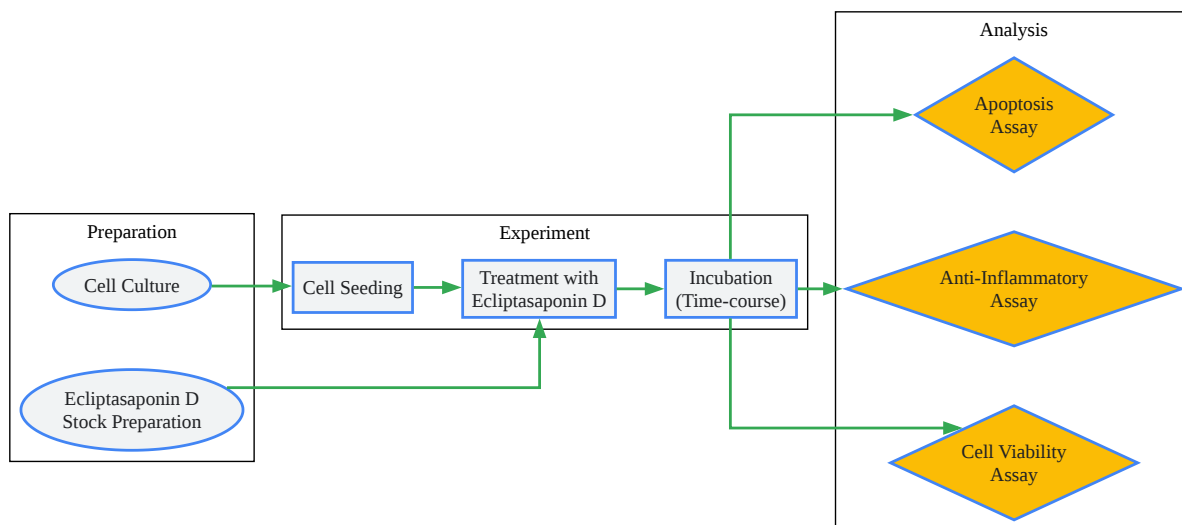 Preparation
Cell Culture
Ecliptasaponin D
Stock Preparation
Experiment
Cell Seeding
Treatment with
Ecliptasaponin D
Incubation
(Time-course)
Analysis
Apoptosis
Assay
Anti-Inflammatory
Assay
Cell Viability
Assay